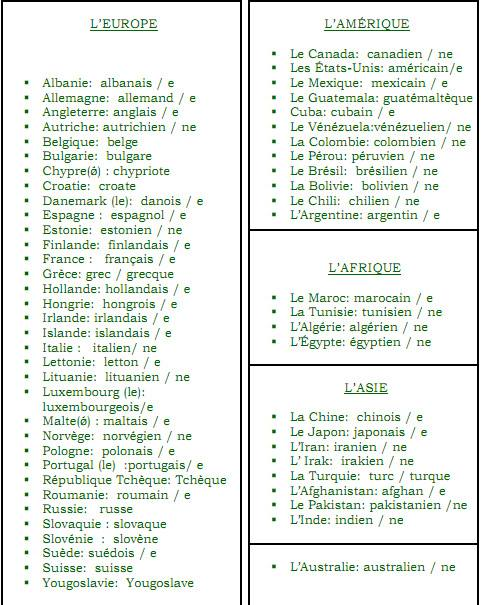 L'EUROPE
▪ Albanie: albanais / e
▪ Allemagne: allemand / e
▪ Angleterre: anglais / e
▪ Autriche: autrichien / ne
▪ Belgique: belge
▪ Bulgarie: bulgare
▪ Chypre(ø) : chypriote
▪ Croatie: croate
▪ Danemark (le): danois / e
▪ Espagne : espagnol / e
▪ Estonie: estonien / ne
▪ Finlande: finlandais / e
▪ France : français / e
▪ Grèce: grec / grecque
▪ Hollande: hollandais / e
▪ Hongrie: hongrois / e
▪ Irlande: irlandais / e
▪ Islande: islandais / e
▪ Italie : italien/ ne
▪ Lettonie: letton / e
▪ Lituanie: lituanien / ne
▪ Luxembourg (le):
luxembourgeois/e
▪ Malte(ø) : maltais / e
▪ Norvège: norvégien / ne
▪ Pologne: polonais / e
▪ Portugal (le) :portugais/ e
▪ République Tchèque: Tchèque
▪ Roumanie: roumain / e
▪ Russie: russe
▪ Slovaquie : slovaque
▪ Slovénie : slovène
▪ Suède: suédois / e
▪ Suisse: suisse
▪ Yougoslavie: Yougoslave
L'AMÉRIQUE
▪ Le Canada: canadien / ne
▪ Les États-Unis: américain/e
▪ Le Mexique: mexicain / e
▪ Le Guatemala: guatémaltèque
▪ Cuba: cubain / e
▪ Le Vénézuela:vénézuelien/ ne
▪ La Colombie: colombien / ne
▪ Le Pérou: péruvien / ne
▪ Le Brésil: brésilien / ne
▪ La Bolivie: bolivien / ne
▪ Le Chili: chilien / ne
▪ L'Argentine: argentin / e
L'AFRIQUE
▪ Le Maroc: marocain / e
▪ La Tunisie: tunisien / ne
▪ L'Algérie: algérien / ne
▪ L'Égypte: égyptien / ne
L'ASIE
▪ La Chine: chinois / e
▪ Le Japon: japonais / e
▪ L'Iran: iranien / ne
▪ L' Irak: irakien / ne
▪ La Turquie: turc / turque
▪ L'Afghanistan: afghan / e
▪ Le Pakistan: pakistanien /ne
▪ L'Inde: indien / ne
▪ L'Australie: australien / ne